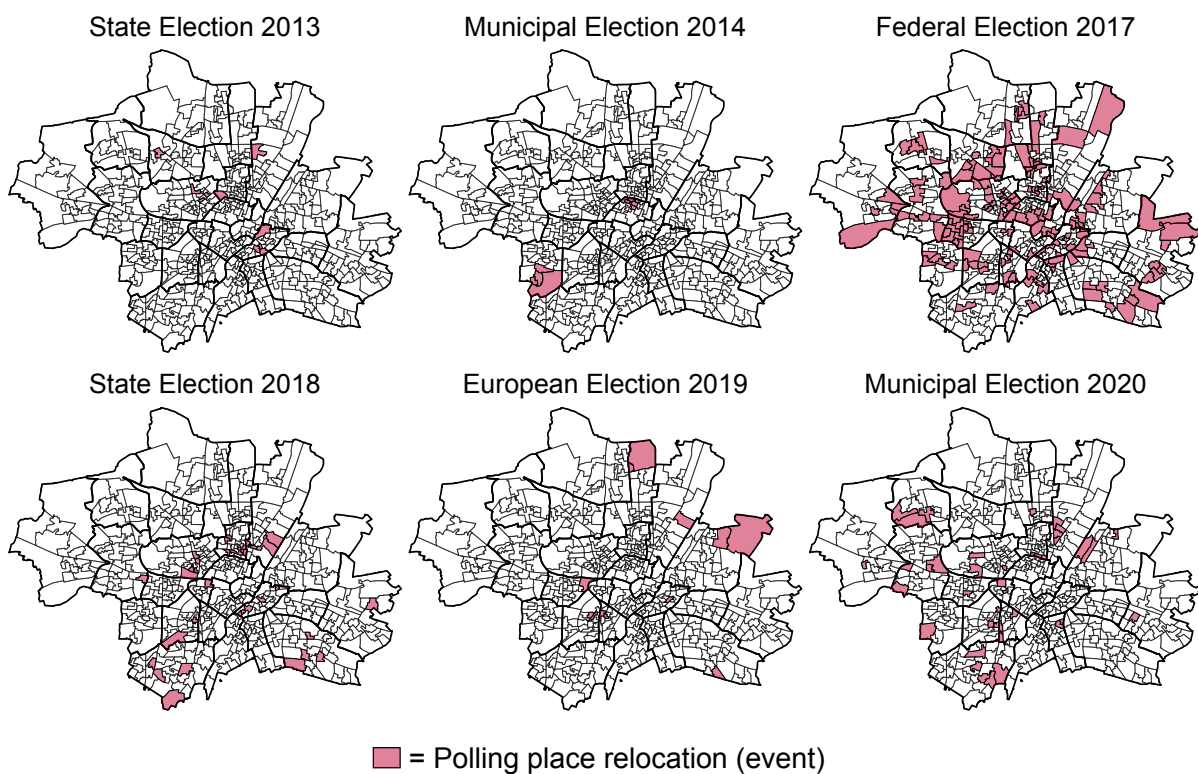 State Election 2013
Municipal Election 2014
Federal Election 2017
State Election 2018
European Election 2019
Municipal Election 2020
= Polling place relocation (event)